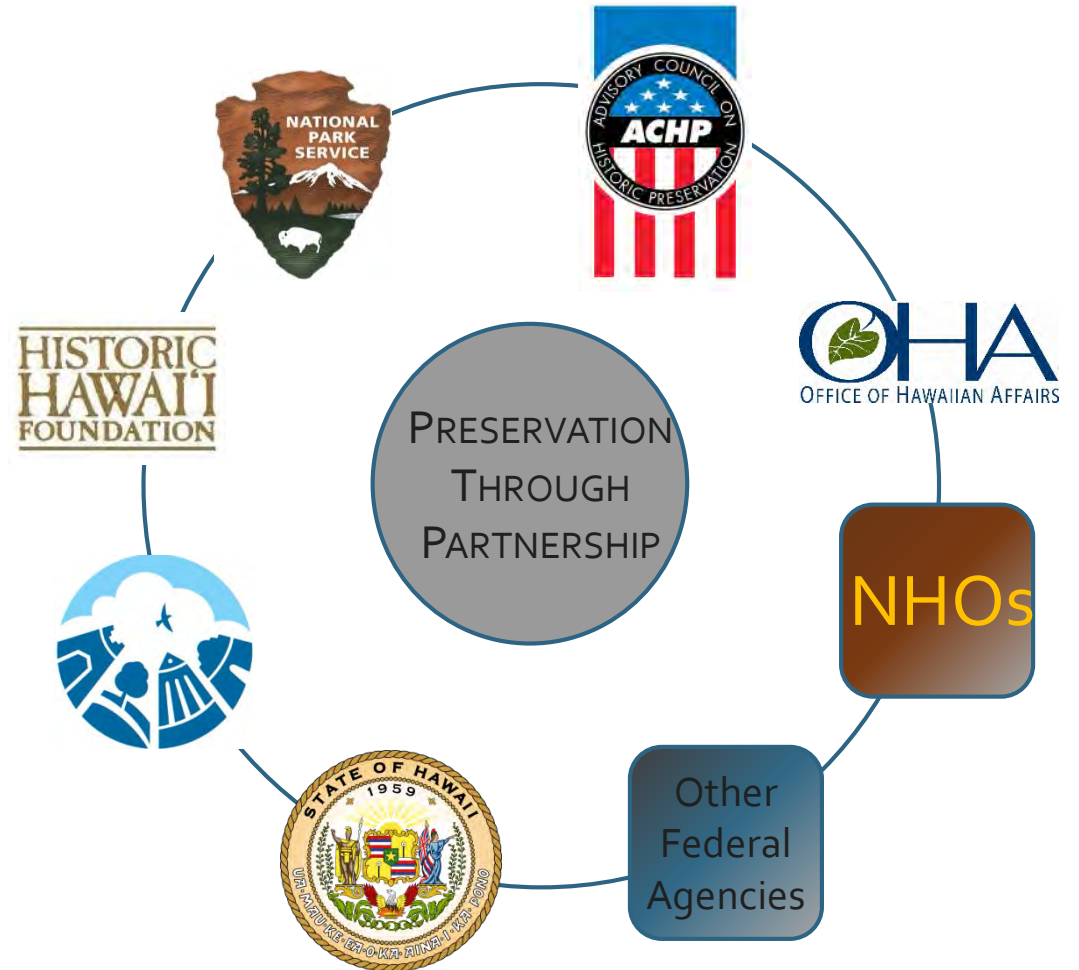 PRESERVATION
THROUGH
PARTNERSHIP
ADVISORY COUNCIL ON
ACHP
HISTORIC PRESERVATION
OHA
OFFICE OF HAWAIIAN AFFAIRS
NHOs
Other
Federal
Agencies
STATE OF HAWAII
1959
UA·MAU·KE·EA·O·KA·AINA·I·KA·PONO
HISTORIC
HAWAI‘I
FOUNDATION
NATIONAL
PARK
SERVICE